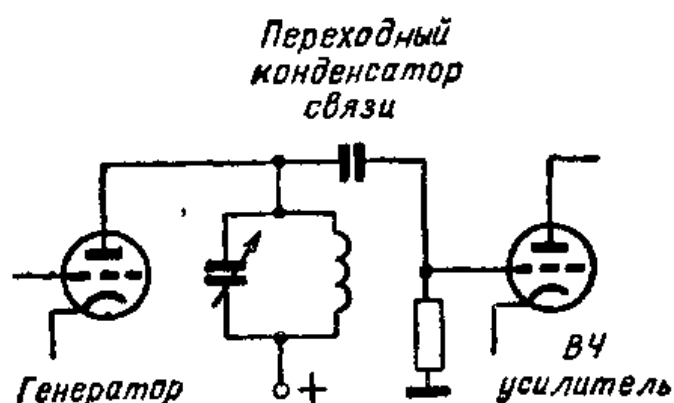 Переходный
конденсатор
связи
Генератор
+
ВЧ
усилитель